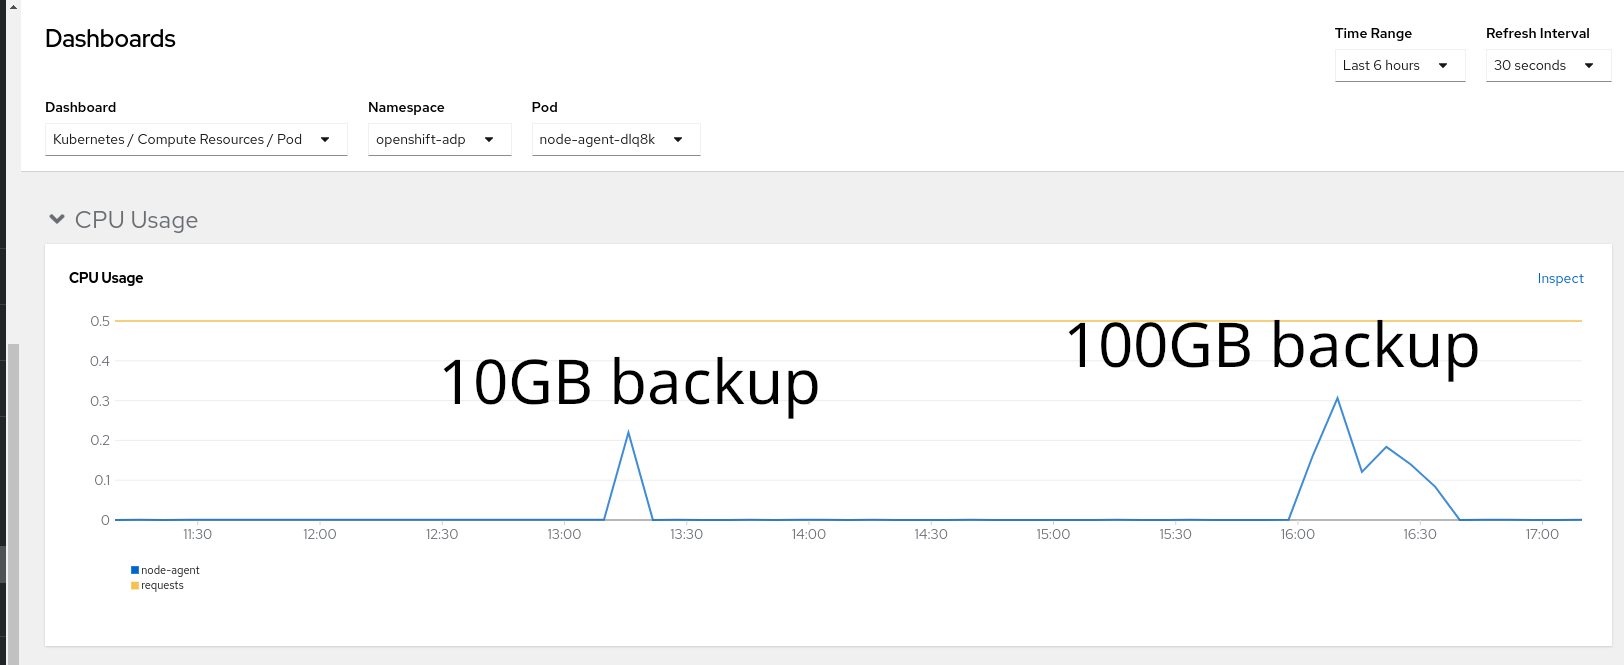 Dashboards
Time Range
Refresh Interval
Last 6 hours
30 seconds
Dashboard
Namespace
Pod
Kubernetes / Compute Resources / Pod
openshift-adp
node-agent-dlq8k
CPU Usage
CPU Usage
Inspect
0.5
0.4
0.3
0.2
0.1
0
10GB backup
100GB backup
11:30
12:00
12:30
13:00
13:30
14:00
14:30
15:00
15:30
16:00
16:30
17:00
node-agent
requests